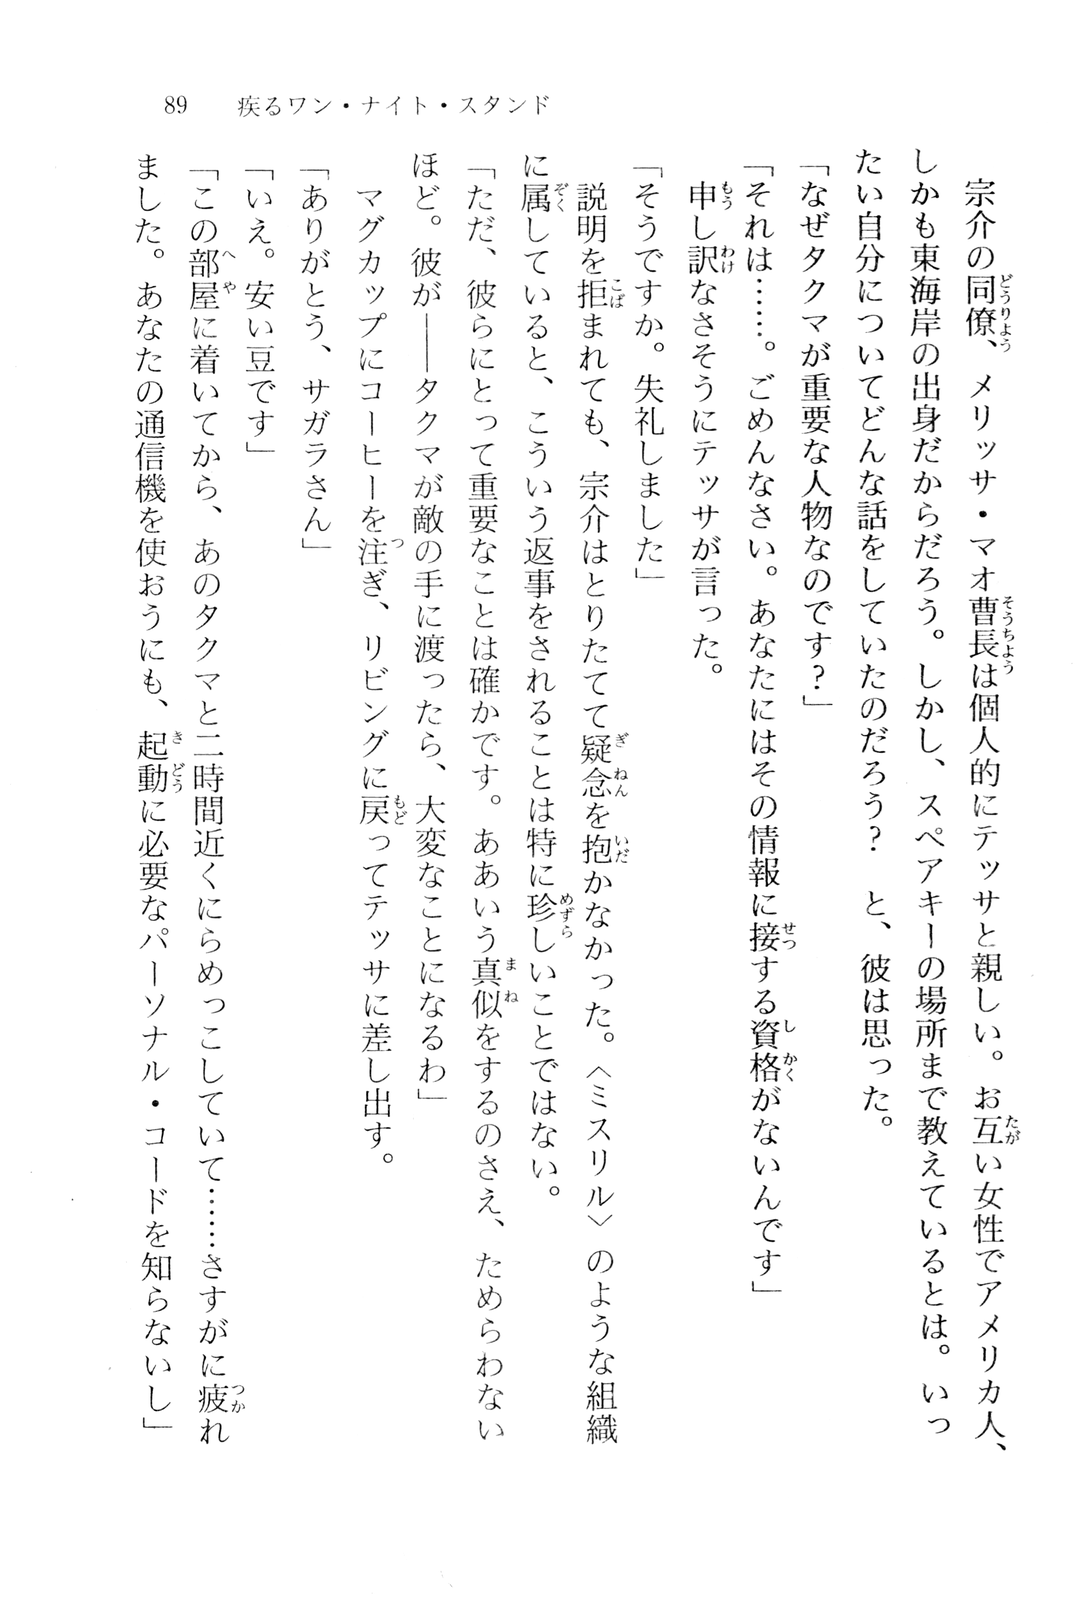 89　疾るワン・ナイト・スタンド
宗介の同僚、メリッサ・マオ曹長は個人的にテッサと親しい。お互い女性でアメリカ人、
しかも東海岸の出身だからだろう。しかし、スペアキーの場所まで教えているとは。いっ
たい自分についてどんな話をしていたのだろう？　と、彼は思った。
「なぜタクマが重要な人物なのです？」
「それは……。ごめんなさい。あなたにはその情報に接する資格がないんです」
申し訳なさそうにテッサが言った。
「そうですか。失礼しました」
説明を拒まれても、宗介はとりたてて疑念を抱かなかった。〈ミスリル〉のような組織
に属していると、こういう返事をされることは特に珍しいことではない。
「ただ、彼らにとって重要なことは確かです。ああいう真似をするのさえ、ためらわない
ほど。彼が――タクマが敵の手に渡ったら、大変なことになるわ」
マグカップにコーヒーを注ぎ、リビングに戻ってテッサに差し出す。
「ありがとう、サガラさん」
「いえ。安い豆です」
「この部屋に着いてから、あのタクマと二時間近くにらめっこしていて……さすがに疲れ
ました。あなたの通信機を使おうにも、起動に必要なパーソナル・コードを知らないし」